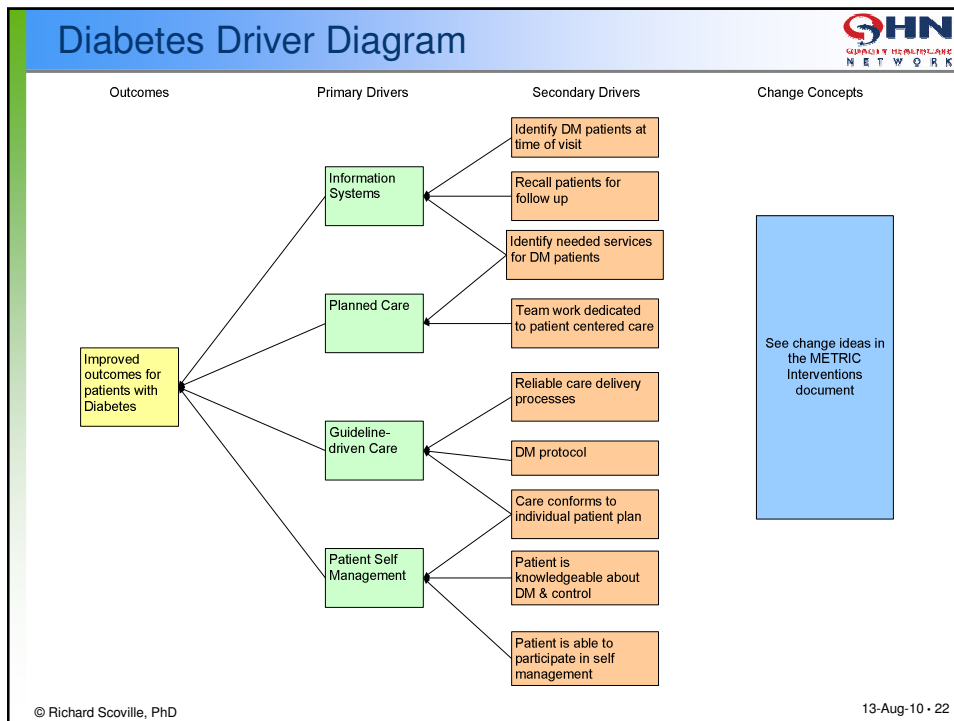 Diabetes Driver Diagram
QHN
QUALITY HEALTHCARE
NETWORK
Outcomes
Primary Drivers
Secondary Drivers
Change Concepts
Improved
outcomes for
patients with
Diabetes
Information
Systems
Planned Care
Guideline-
driven Care
Patient Self
Management
Identify DM patients at
time of visit
Recall patients for
follow up
Identify needed services
for DM patients
Team work dedicated
to patient centered care
Reliable care delivery
processes
DM protocol
Care conforms to
individual patient plan
Patient is
knowledgeable about
DM & control
Patient is able to
participate in self
management
See change ideas in
the METRIC
Interventions
document
© Richard Scoville, PhD
13-Aug-10 • 22